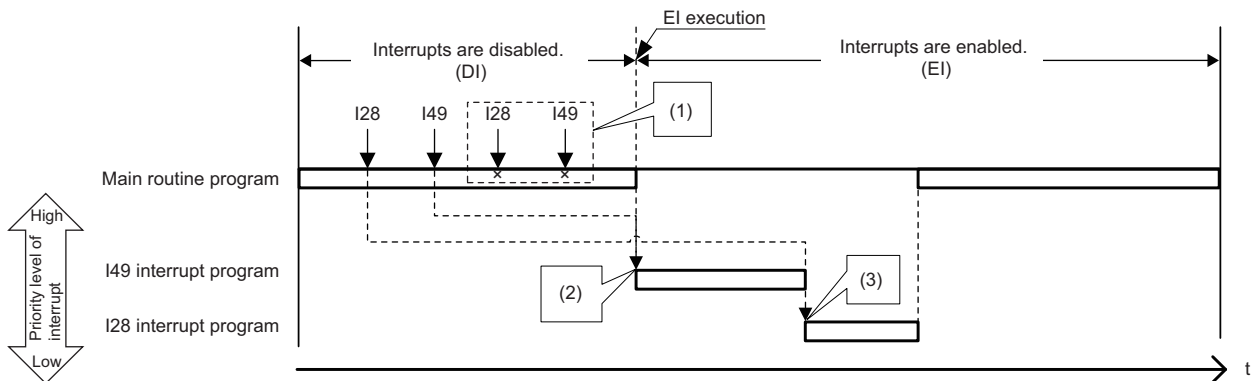 EI execution
Interrupts are disabled.
(DI)
Interrupts are enabled.
(EI)
I28
I49
I28
I49
(1)
Main routine program
High
Priority level of
interrupt
Low
I49 interrupt program
(2)
(3)
I28 interrupt program
t